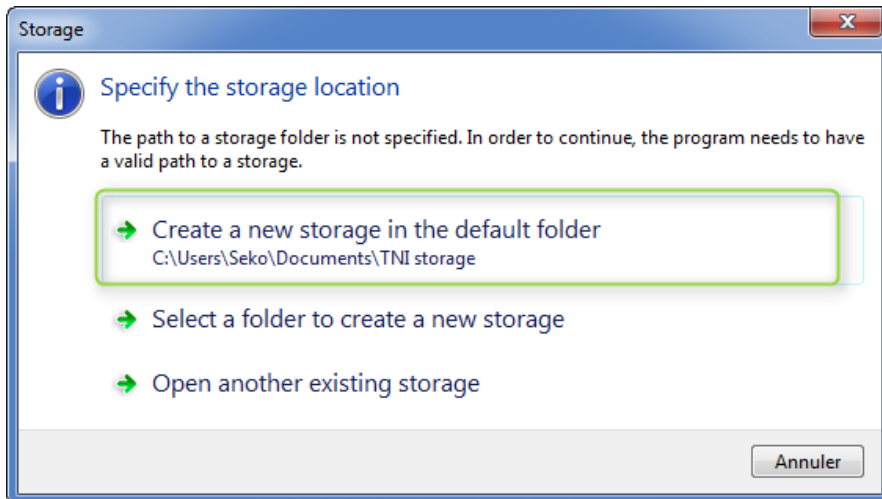 Storage
Specify the storage location
The path to a storage folder is not specified. In order to continue, the program needs to have
a valid path to a storage.
Create a new storage in the default folder
C:\Users\Seko\Documents\TNI storage
Select a folder to create a new storage
Open another existing storage
Annuler